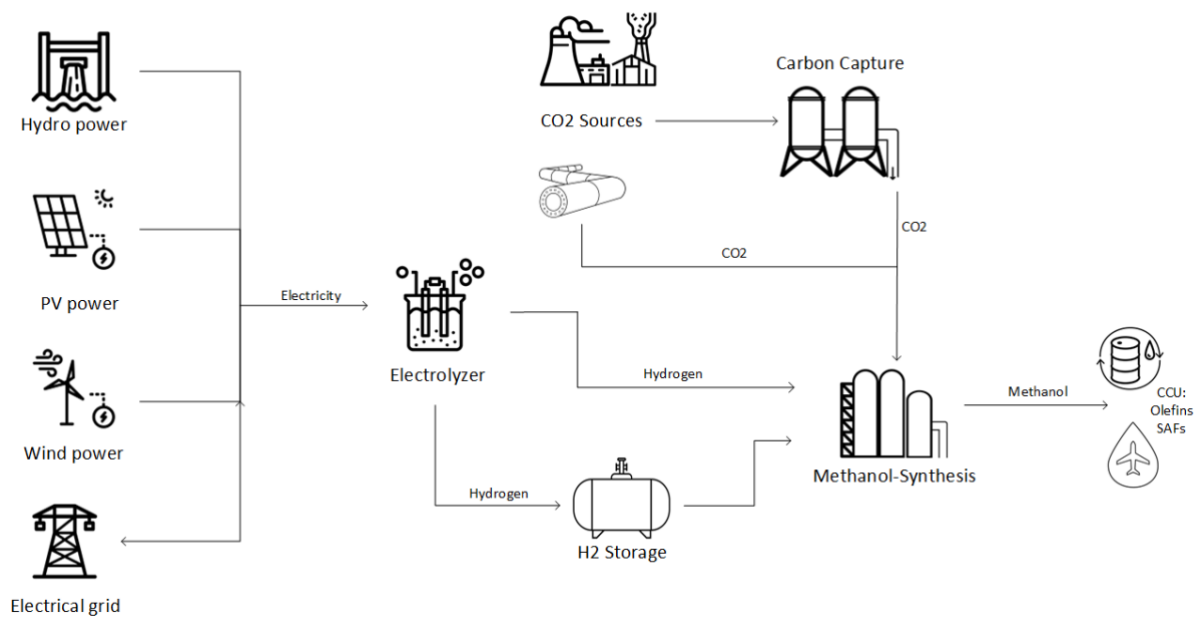 Hydro power
PV power
Wind power
Electrical grid
Electricity
Electrolyzer
Hydrogen
Hydrogen
H2 Storage
CO2 Sources
Carbon Capture
CO2
CO2
Methanol-Synthesis
Methanol
CCU:
Olefins
SAFs